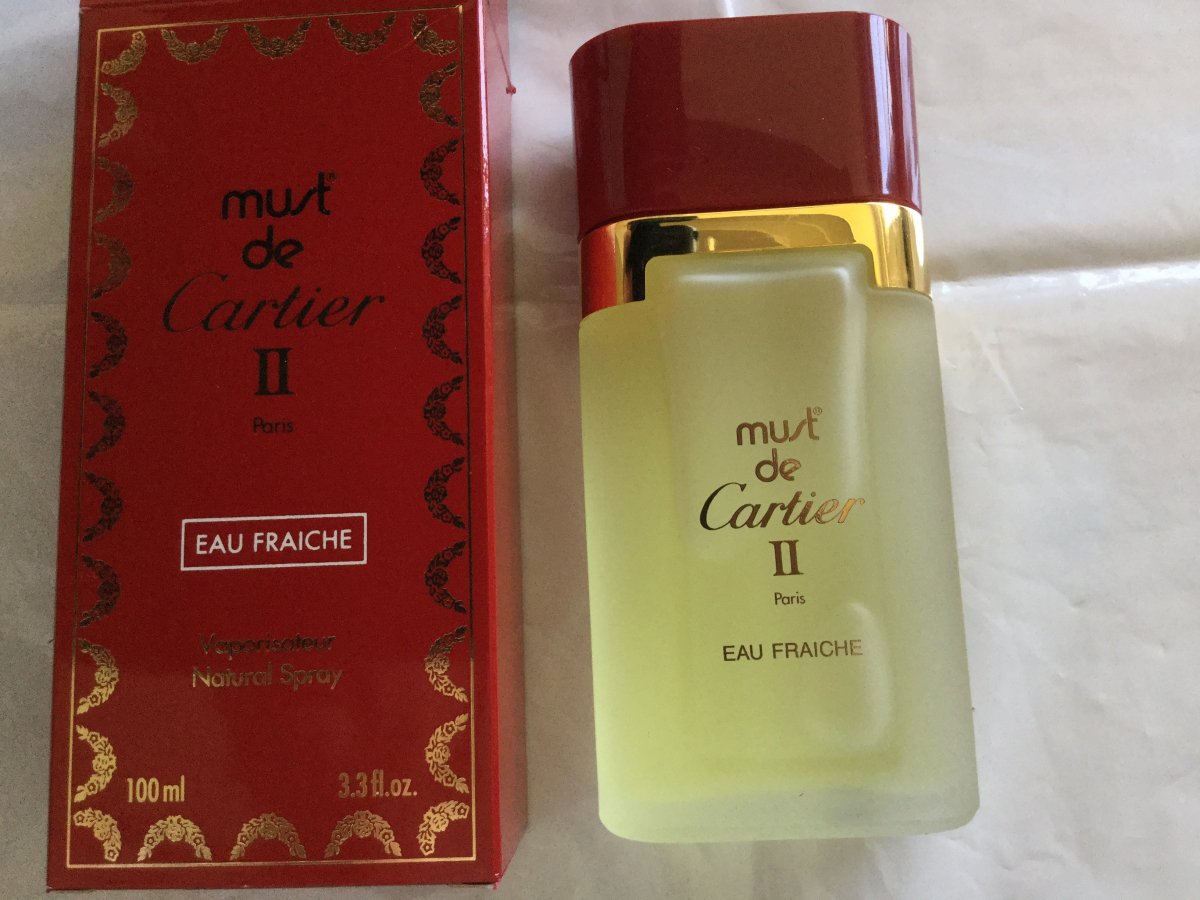 must®
de
Cartier
II
Paris
EAU FRAICHE
Vaporisateur
Natural Spray
100 ml
3.3 fl.oz.
must®
de
Cartier
II
Paris
EAU FRAICHE